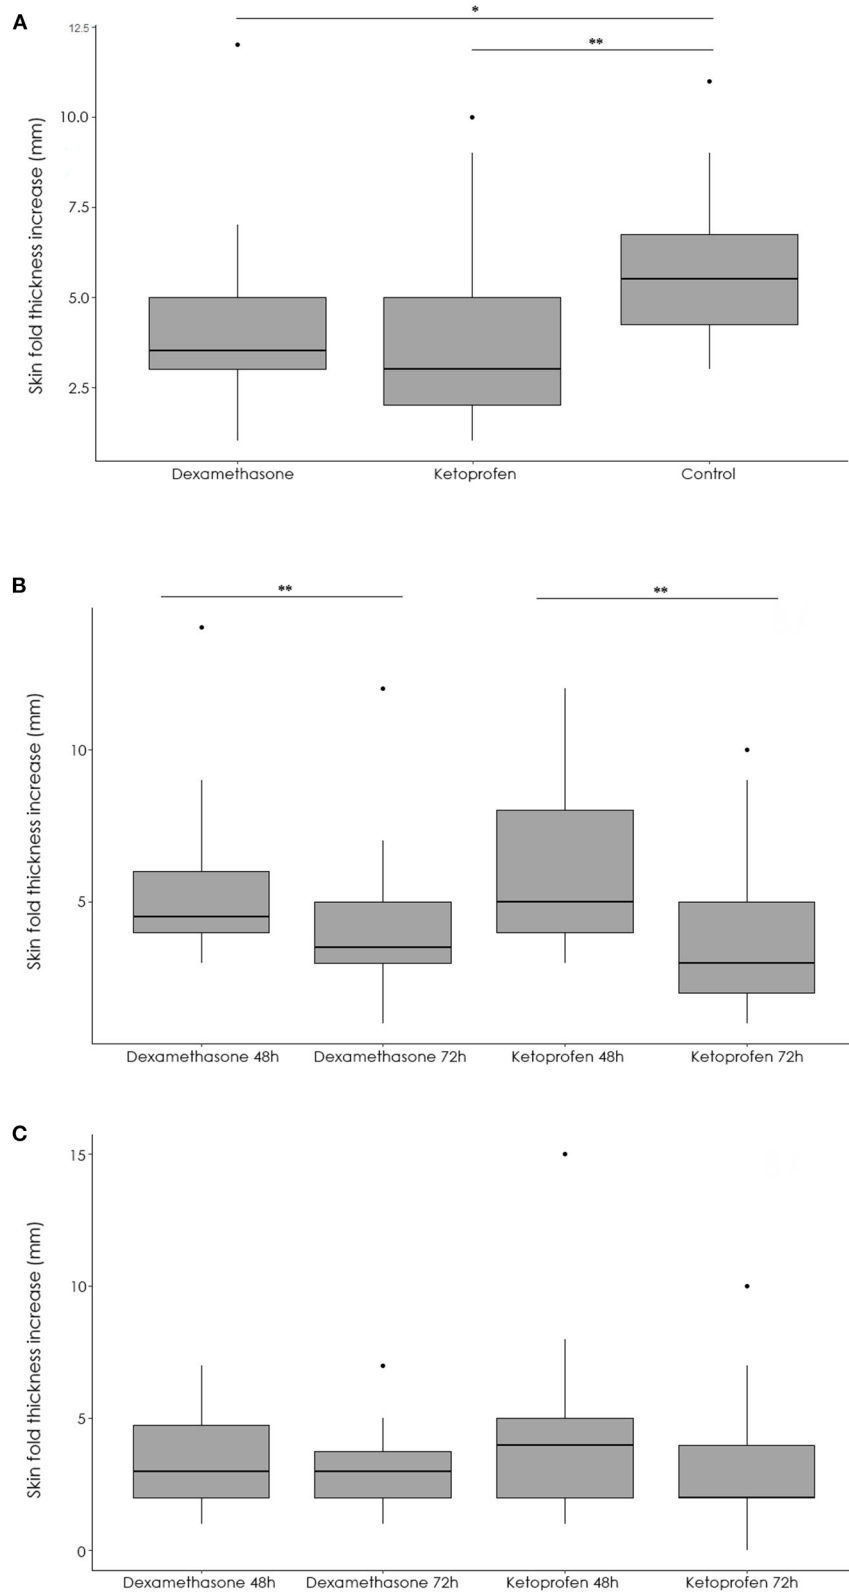 A
*
**
Skin fold thickness increase (mm)
12.5
10.0
7.5
5.0
2.5
Dexamethasone Ketoprofen Control
B
** **
Skin fold thickness increase (mm)
10
5
Dexamethasone 48h Dexamethasone 72h Ketoprofen 48h Ketoprofen 72h
C
Skin fold thickness increase (mm)
15
10
5
0
Dexamethasone 48h Dexamethasone 72h Ketoprofen 48h Ketoprofen 72h